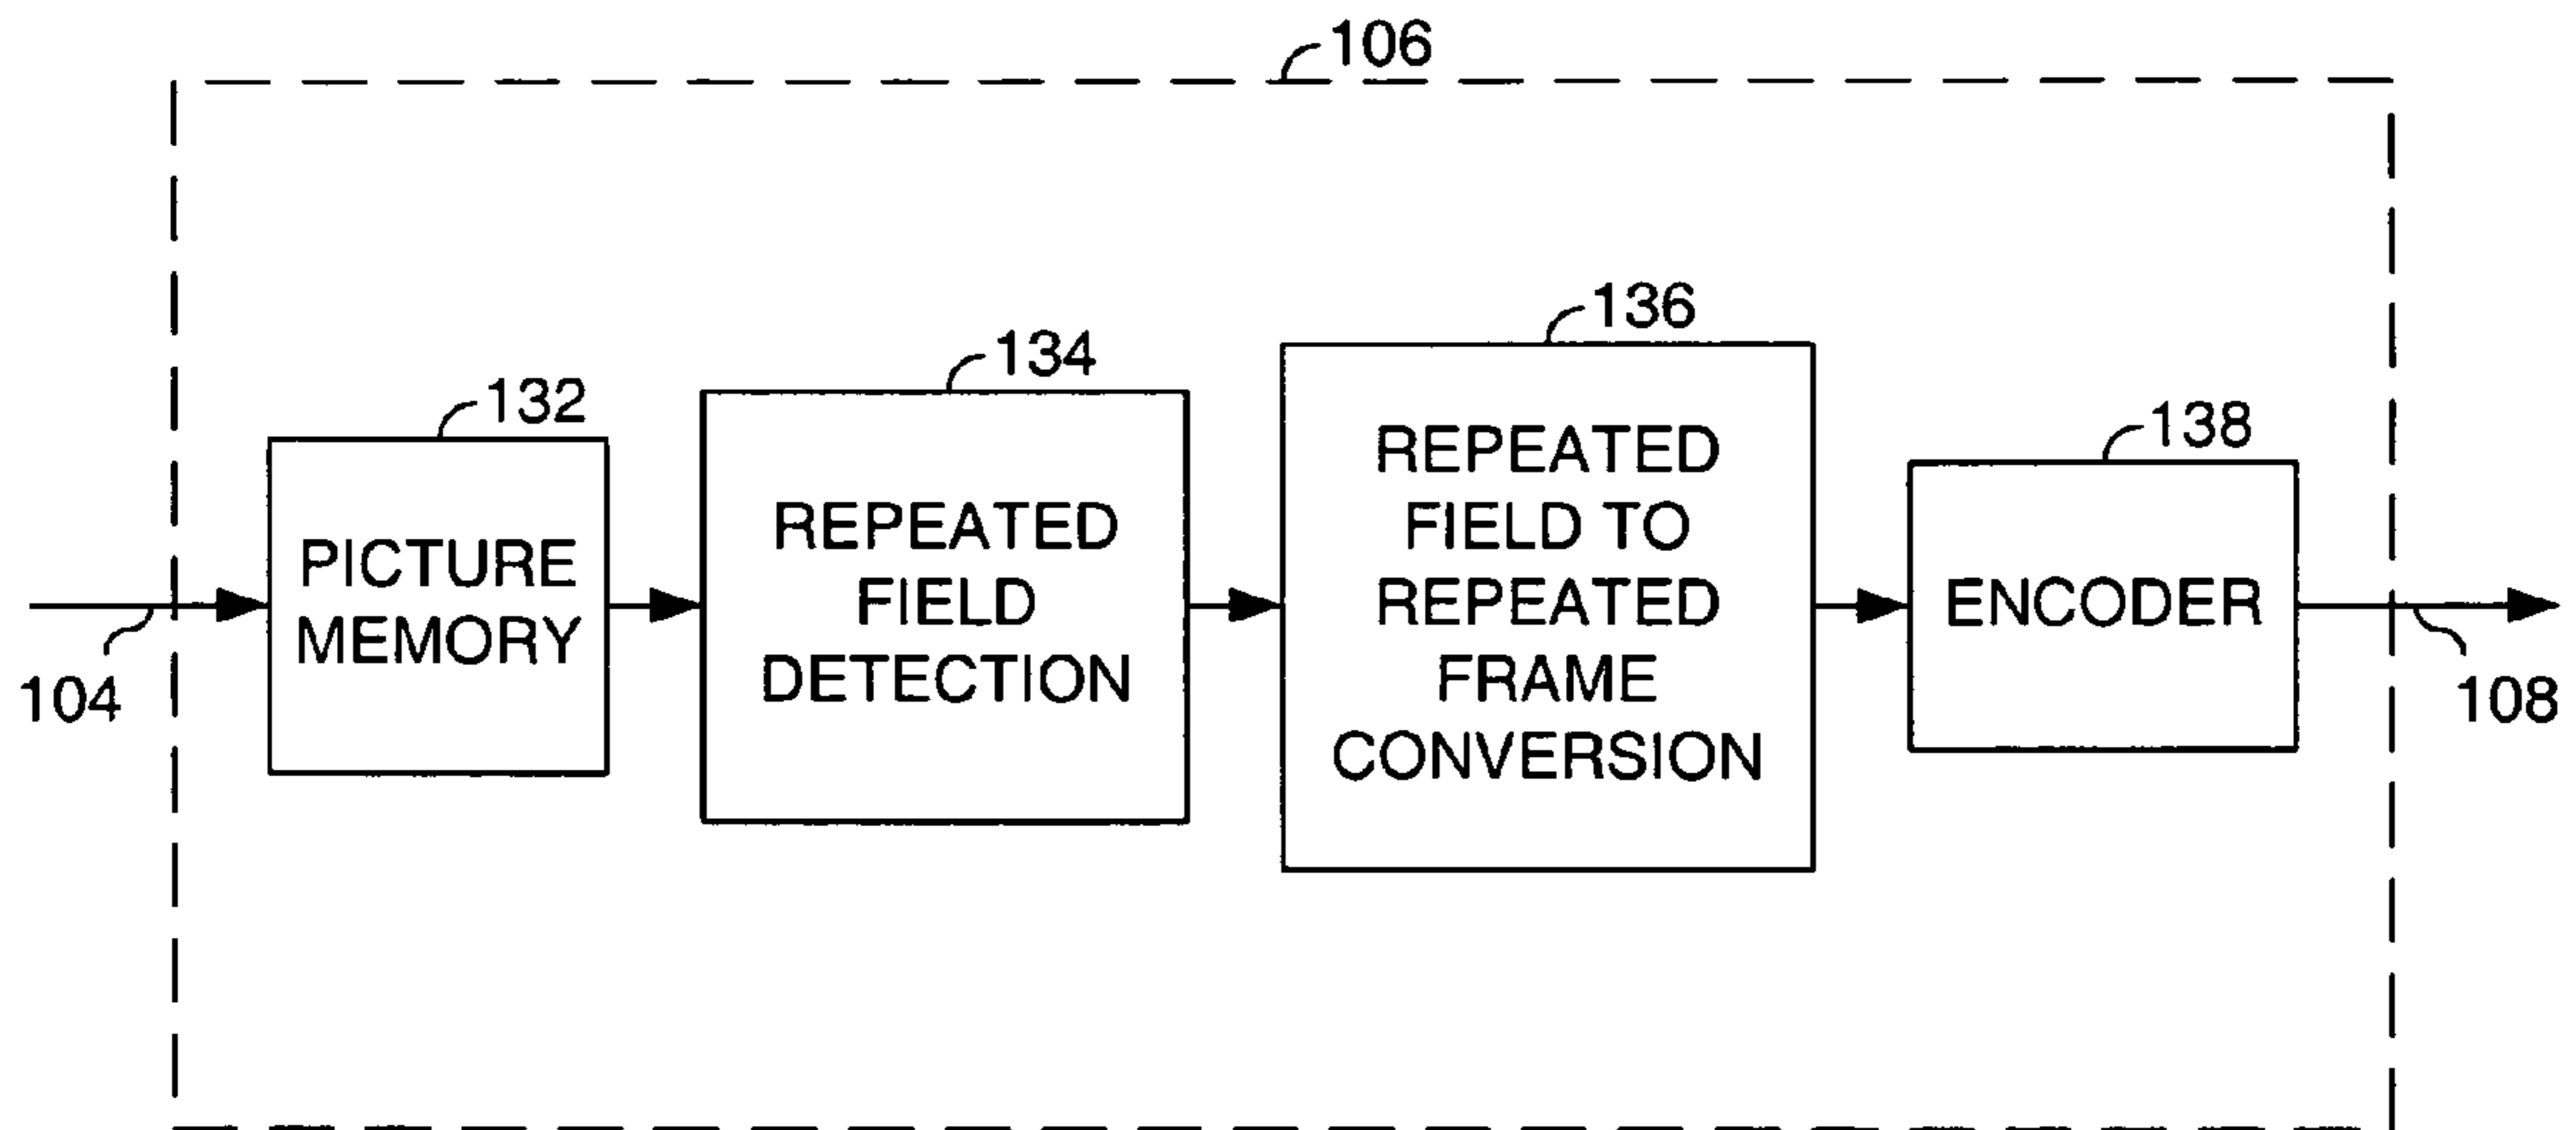 106
136
134
132
138
PICTURE
MEMORY
REPEATED
FIELD
DETECTION
REPEATED
FIELD TO
REPEATED
FRAME
CONVERSION
ENCODER
104
108